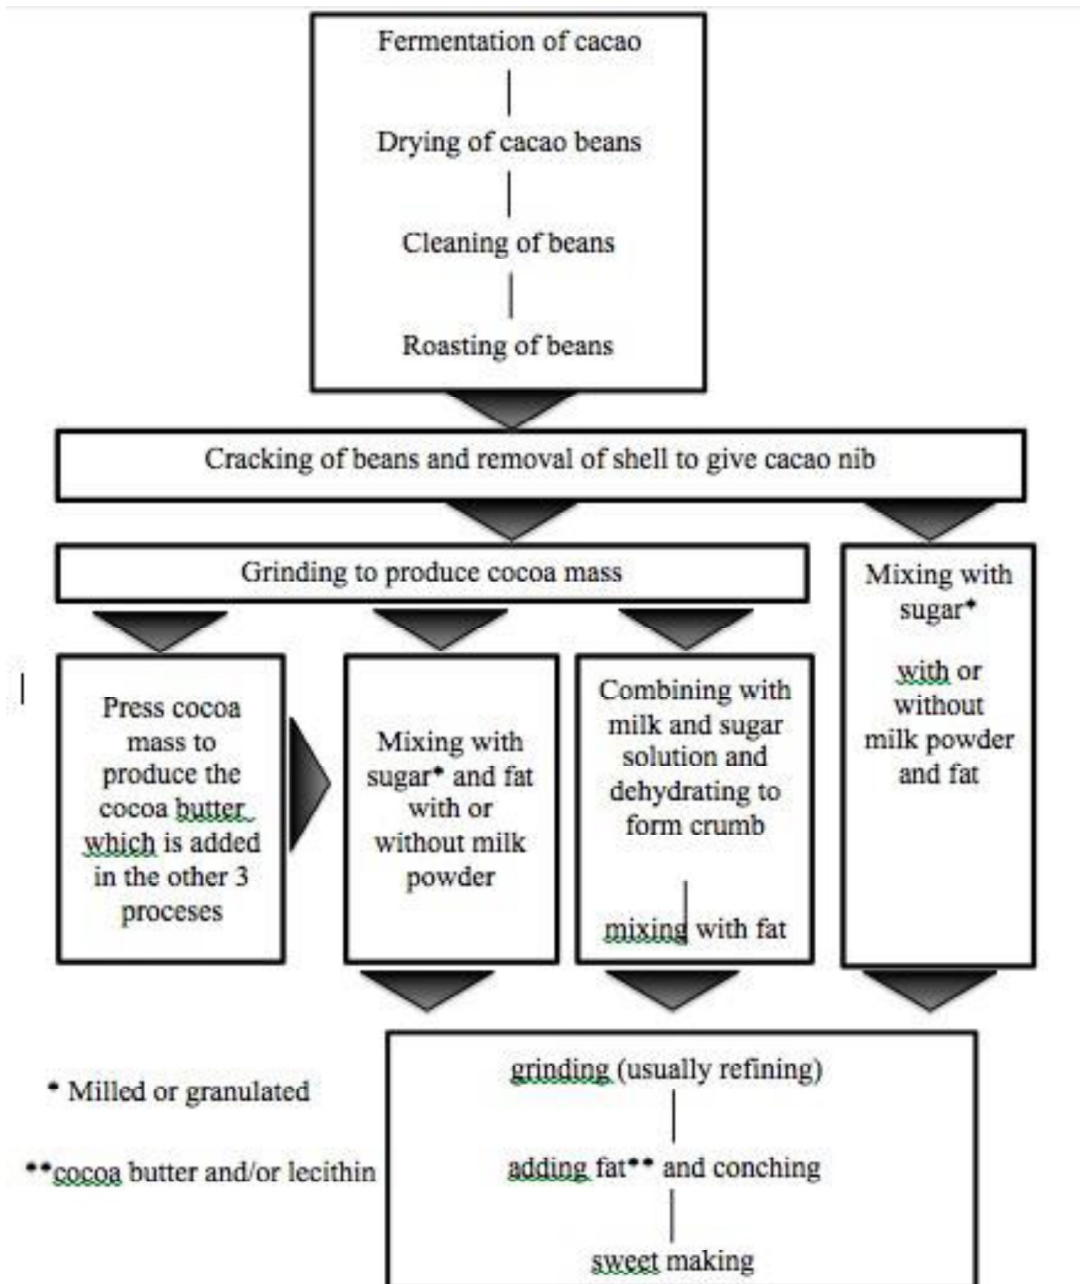 Fermentation of cacao
Drying of cacao beans
Cleaning of beans
Roasting of beans
Cracking of beans and removal of shell to give cacao nib
Grinding to produce cocoa mass
Press cocoa
mass to
produce the
cocoa butter
which is added
in the other 3
proceses
Mixing with
sugar* and fat
with or
without milk
powder
Combining with
milk and sugar
solution and
dehydrating to
form crumb
mixing with fat
Mixing with
sugar*
with or
without
milk powder
and fat
grinding (usually refining)
adding fat** and conching
sweet making
* Milled or granulated
**cocoa butter and/or lecithin